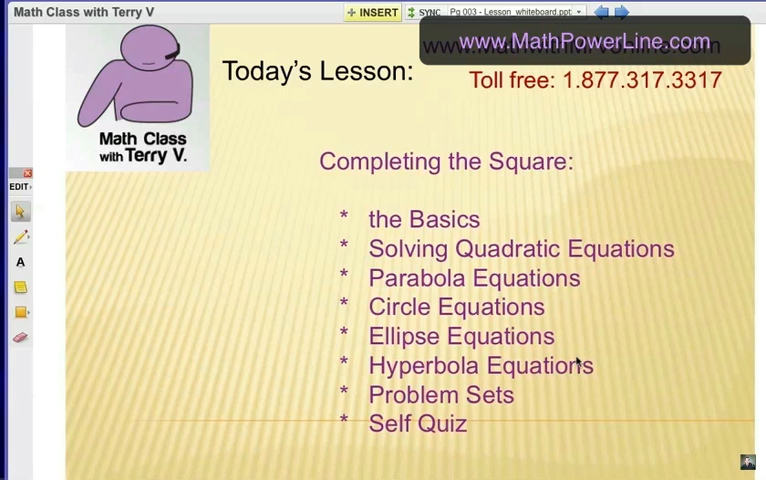 Math Class with Terry V
INSERT
SYNC
Pg 003 - Lesson_whiteboard.ppt:
www.MathPowerLine.com
Today's Lesson:
Toll free: 1.877.317.3317
Math Class
with Terry V.
Completing the Square:
EDIT
* the Basics
* Solving Quadratic Equations
A
* Parabola Equations
* Circle Equations
* Ellipse Equations
* Hyperbola Equations
* Problem Sets
* Self Quiz